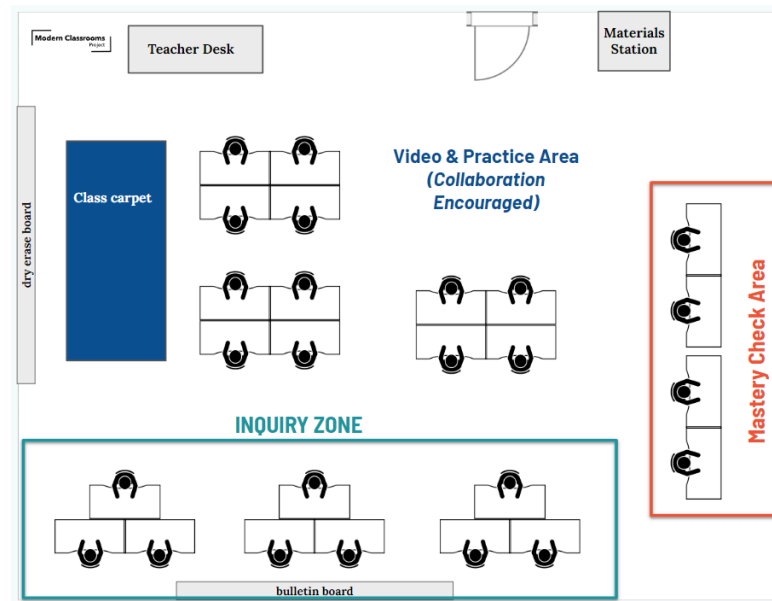 Modern Classrooms
Project
Teacher Desk
Materials
Station
Video & Practice Area
(Collaboration
Encouraged)
Class carpet
dry erase board
Mastery Check Area
INQUIRY ZONE
bulletin board